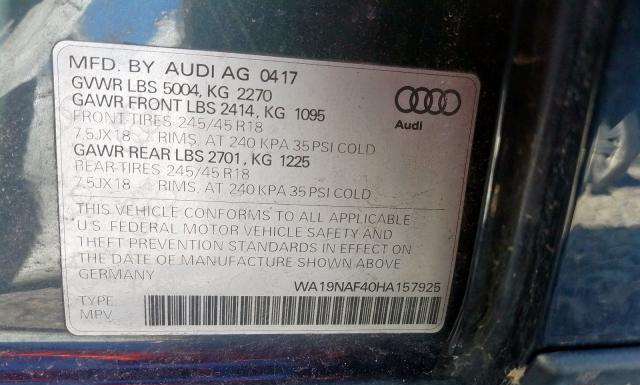 MFD. BY AUDI AG 0417
GVWR LBS 5004, KG 2270
GAWR FRONT LBS 2414, KG 1095
FRONT-TIRES 245/45 R18
7.5JX18 RIMS, AT 240 KPA 35 PSI COLD
GAWR REAR LBS 2701, KG 1225
REAR-TIRES 245/45 R18
7.5JX18 RIMS, AT 240 KPA 35 PSI COLD
Audi
THIS VEHICLE CONFORMS TO ALL APPLICABLE
U.S. FEDERAL MOTOR VEHICLE SAFETY AND
THEFT PREVENTION STANDARDS IN EFFECT ON
THE DATE OF MANUFACTURE SHOWN ABOVE
GERMANY
WA19NAF40HA157925
TYPE
MPV